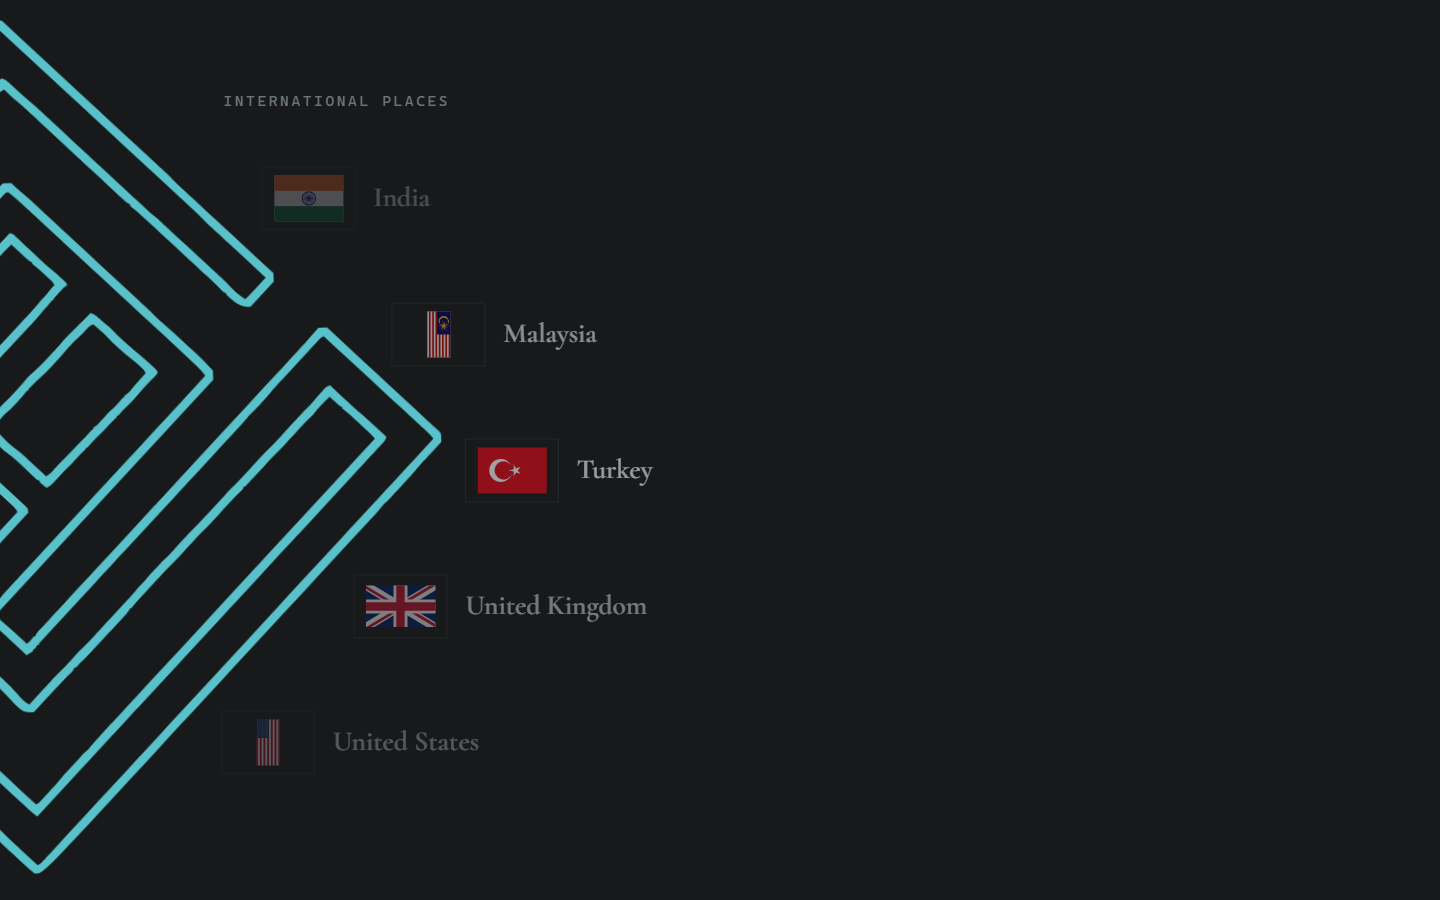 INTERNATIONAL PLACES
India
Malaysia
Turkey
United Kingdom
United States